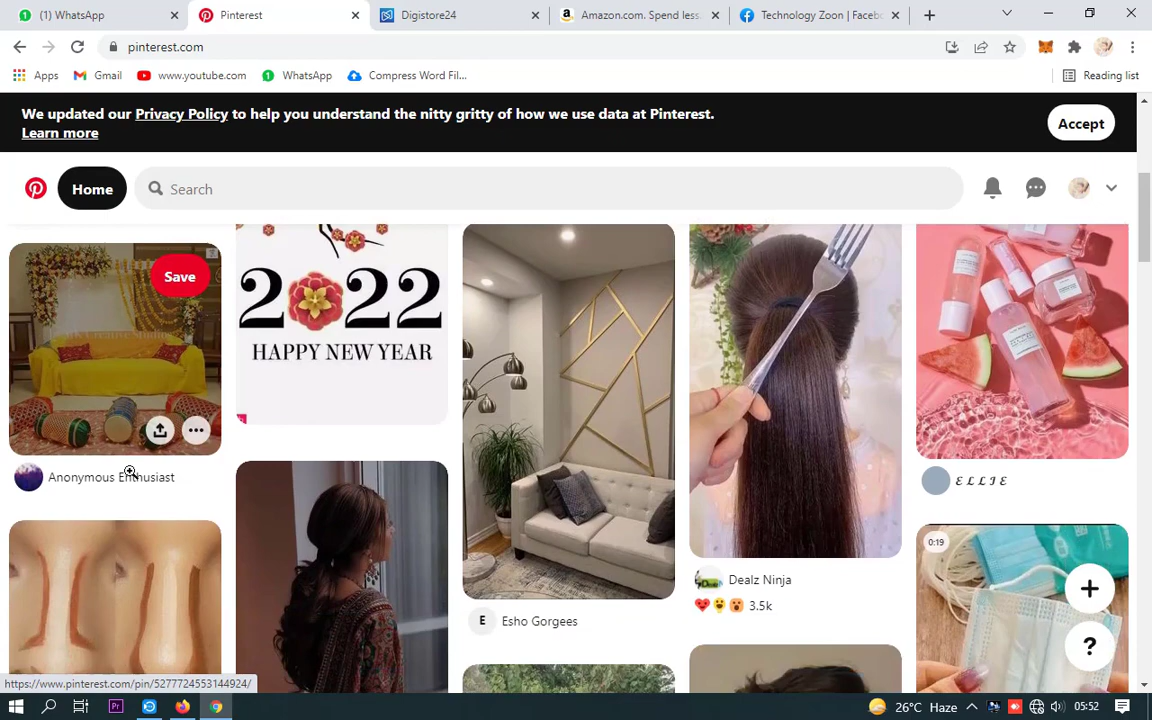 (1) WhatsApp
Pinterest
Digistore24
Amazon.com. Spend less
Technology Zoon | Faceb
pinterest.com
Apps
Gmail
www.youtube.com
WhatsApp
Compress Word Fil...
Reading list
We updated our Privacy Policy to help you understand the nitty gritty of how we use data at Pinterest.
Learn more
Accept
Home
Search
Save
Anonymous Enthusiast
2022
HAPPY NEW YEAR
E
Esho Gorgees
Dealz Ninja
3.5k
ℰ ℒ ℒ ℐ ℰ
0:19
+
?
https://www.pinterest.com/pin/5277724553144924/
Pr
26°C Haze
05:52